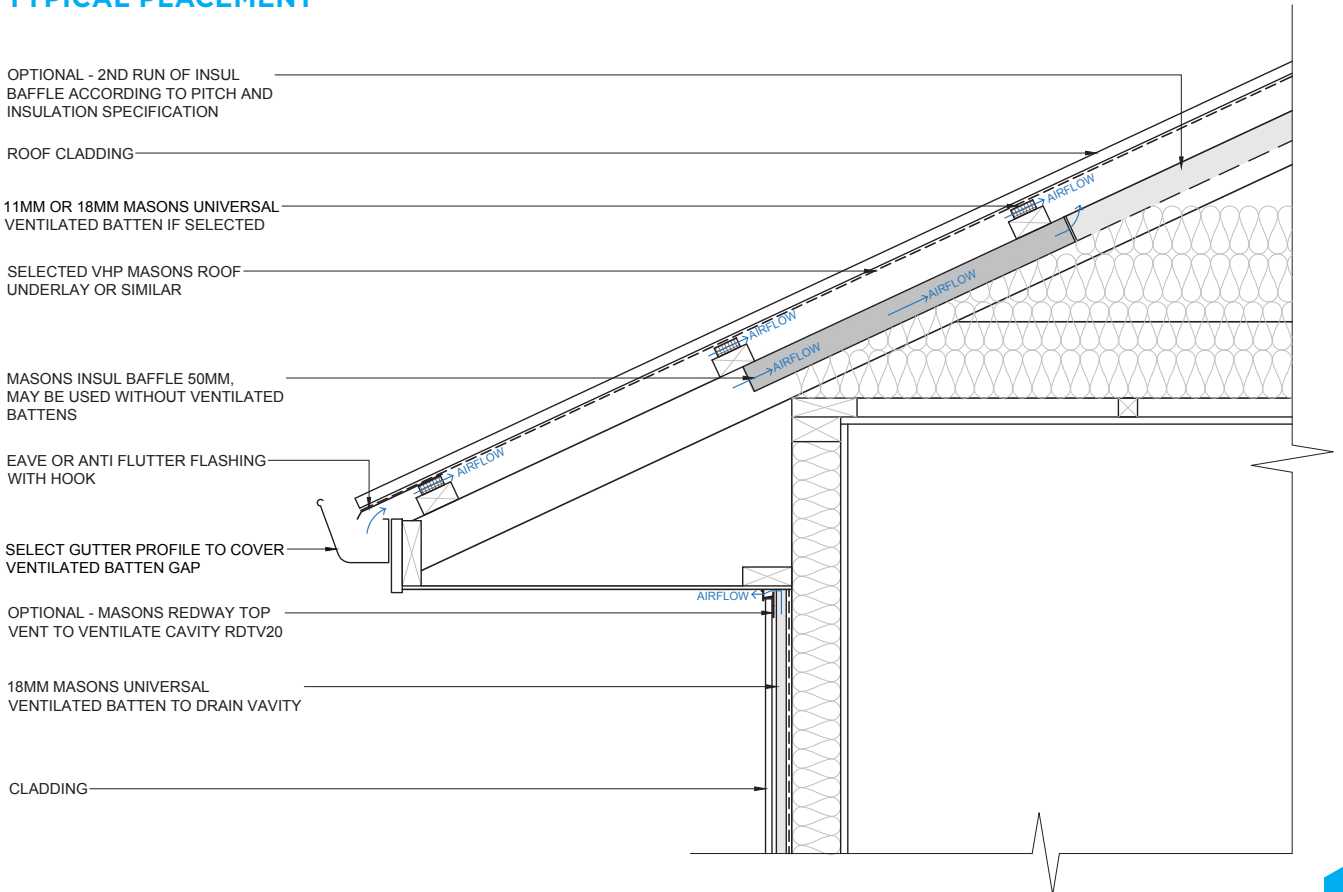 TYPICAL PLACEMENT
OPTIONAL - 2ND RUN OF INSUL
BAFFLE ACCORDING TO PITCH AND
INSULATION SPECIFICATION
ROOF CLADDING
11MM OR 18MM MASONS UNIVERSAL
VENTILATED BATTEN IF SELECTED
SELECTED VHP MASONS ROOF
UNDERLAY OR SIMILAR
MASONS INSUL BAFFLE 50MM,
MAY BE USED WITHOUT VENTILATED
BATTENS
EAVE OR ANTI FLUTTER FLASHING
WITH HOOK
SELECT GUTTER PROFILE TO COVER
VENTILATED BATTEN GAP
OPTIONAL - MASONS REDWAY TOP
VENT TO VENTILATE CAVITY RDTV20
18MM MASONS UNIVERSAL
VENTILATED BATTEN TO DRAIN VAVITY
CLADDING
AIRFLOW
AIRFLOW
AIRFLOW
AIRFLOW
AIRFLOW
AIRFLOW